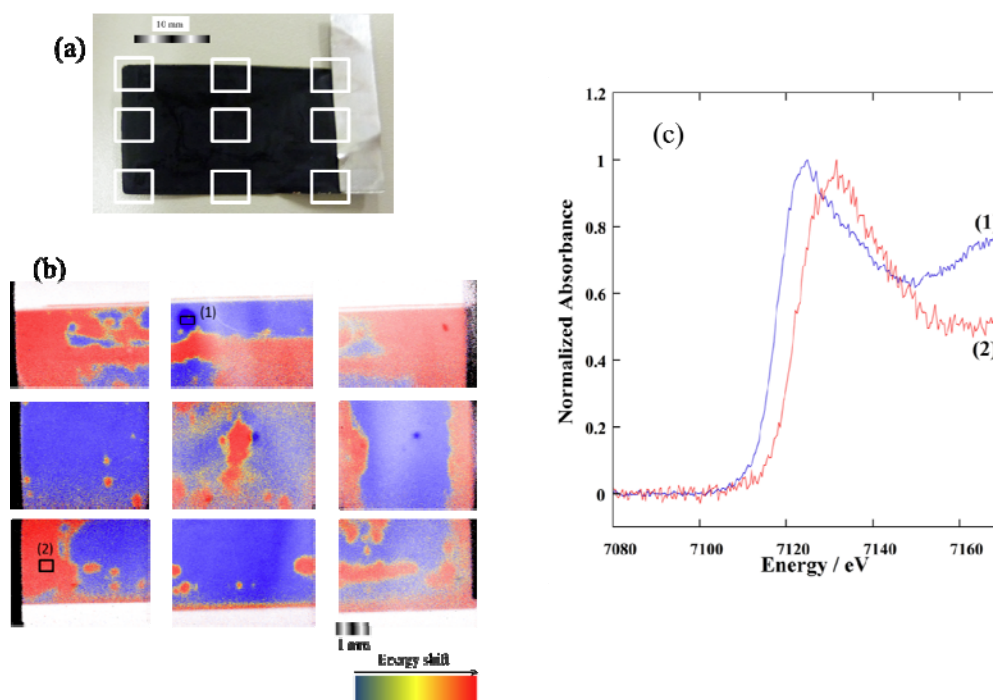 (a)
10 mm
(b)
(1)
(2)
1 mm
Energy shift
(c)
Normalized Absorbance
1.2
1
0.8
0.6
0.4
0.2
0
7080
7100
7120
7140
7160
Energy / eV
(1
(2)